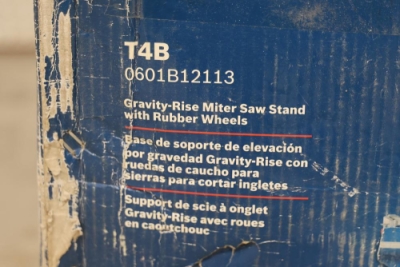 T4B
0601B12113
Gravity-Rise Miter Saw Stand
with Rubber Wheels
Base de soporte de elevación
por gravedad Gravity-Rise con
ruedas de caucho para
sierras para cortar ingletes
Support de scie à onglet
Gravity-Rise avec roues
en caoutchouc